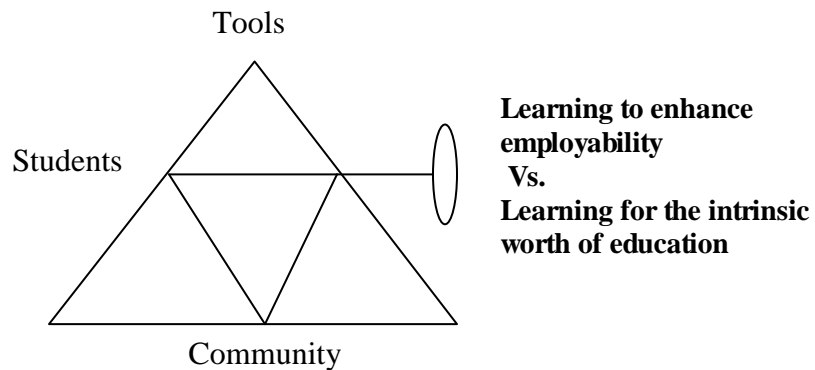 Tools
Students
Learning to enhance
employability
Vs.
Learning for the intrinsic
worth of education
Community